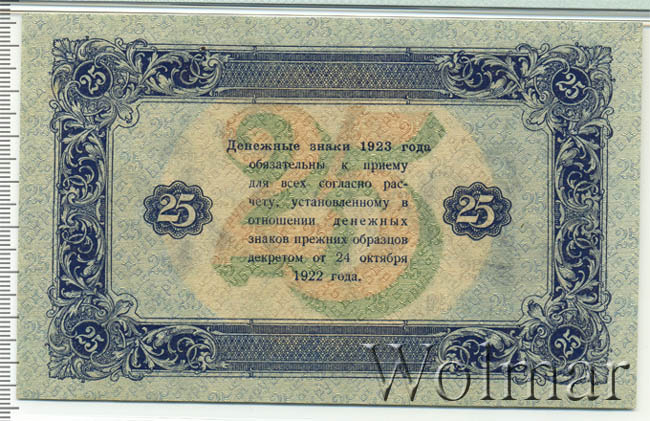 25 25
25
Денежные знаки 1923 года
обязательны к приему
для всех согласно рас-
чету, установленному в
отношении денежных
знаков прежних образцов
декретом от 24 октября
1922 года.
25 25
25 25
Wolmar